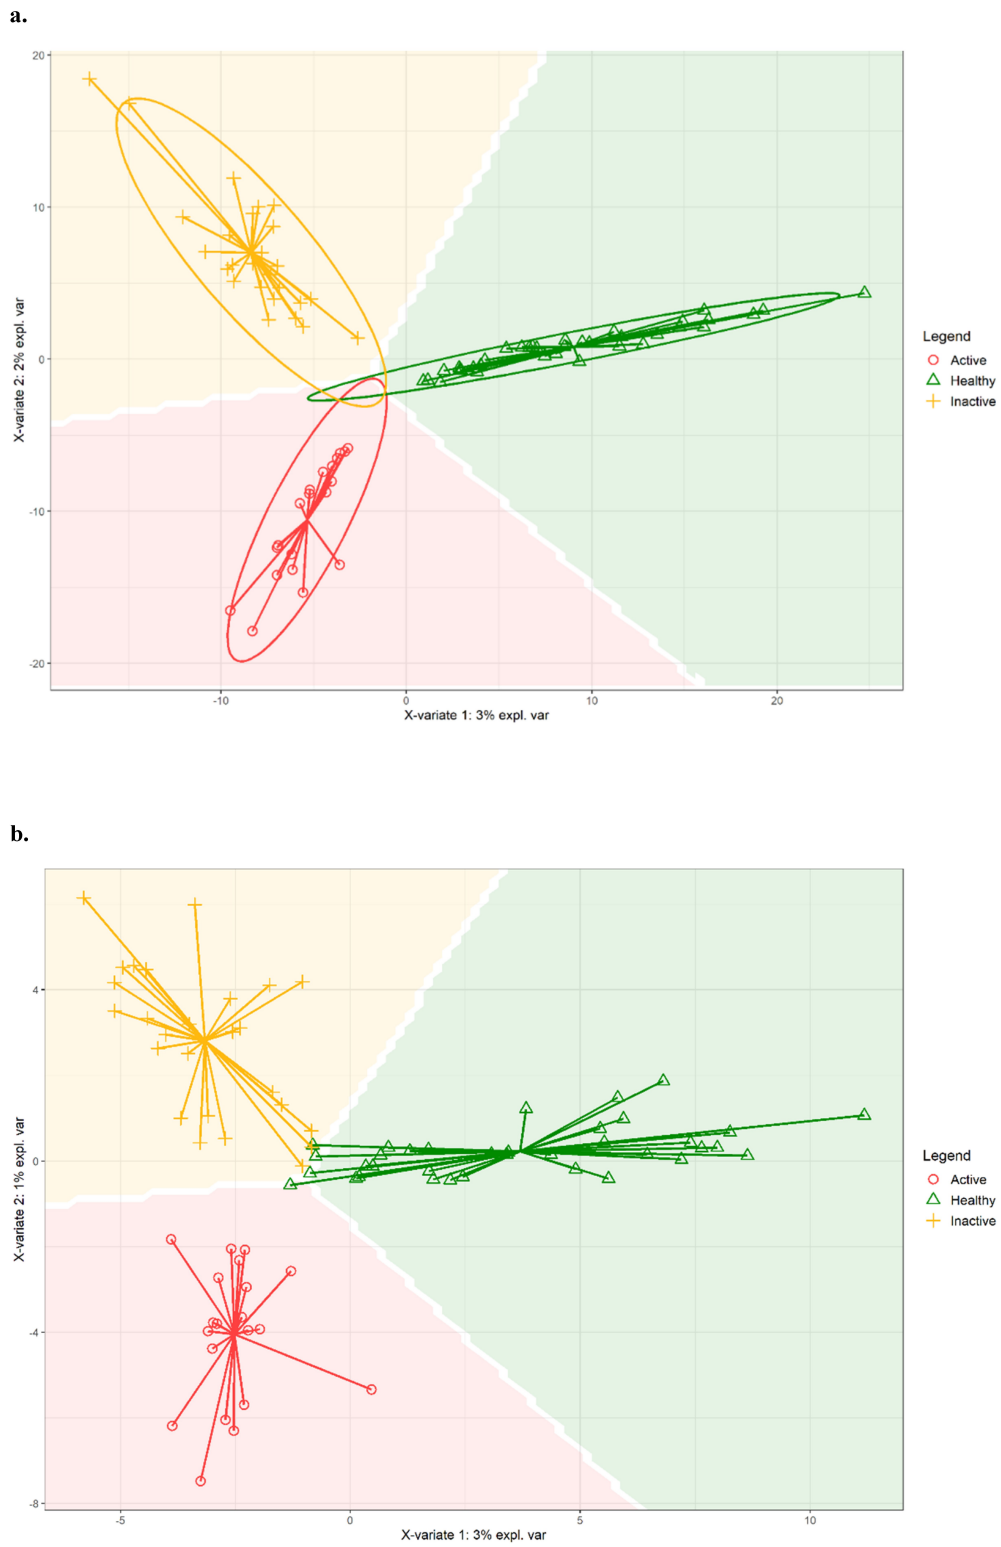 a.
20
10
0
-10
-20
X-variate 2: 2% expl. var
-10
0
10
20
X-variate 1: 3% expl. var
Legend
Active
Healthy
Inactive
b.
4
0
-4
-8
X-variate 2: 1% expl. var
-5
0
5
10
X-variate 1: 3% expl. var
Legend
Active
Healthy
Inactive